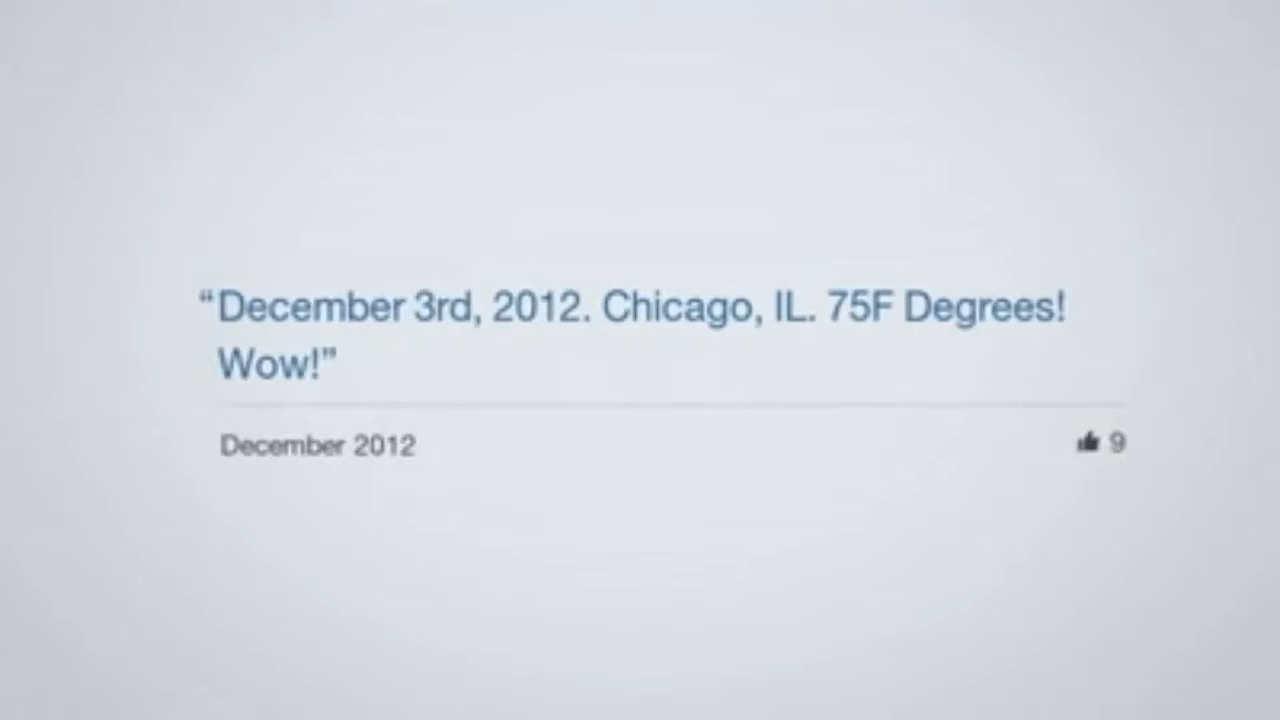 “December 3rd, 2012. Chicago, IL. 75F Degrees!
Wow!”
December 2012
9